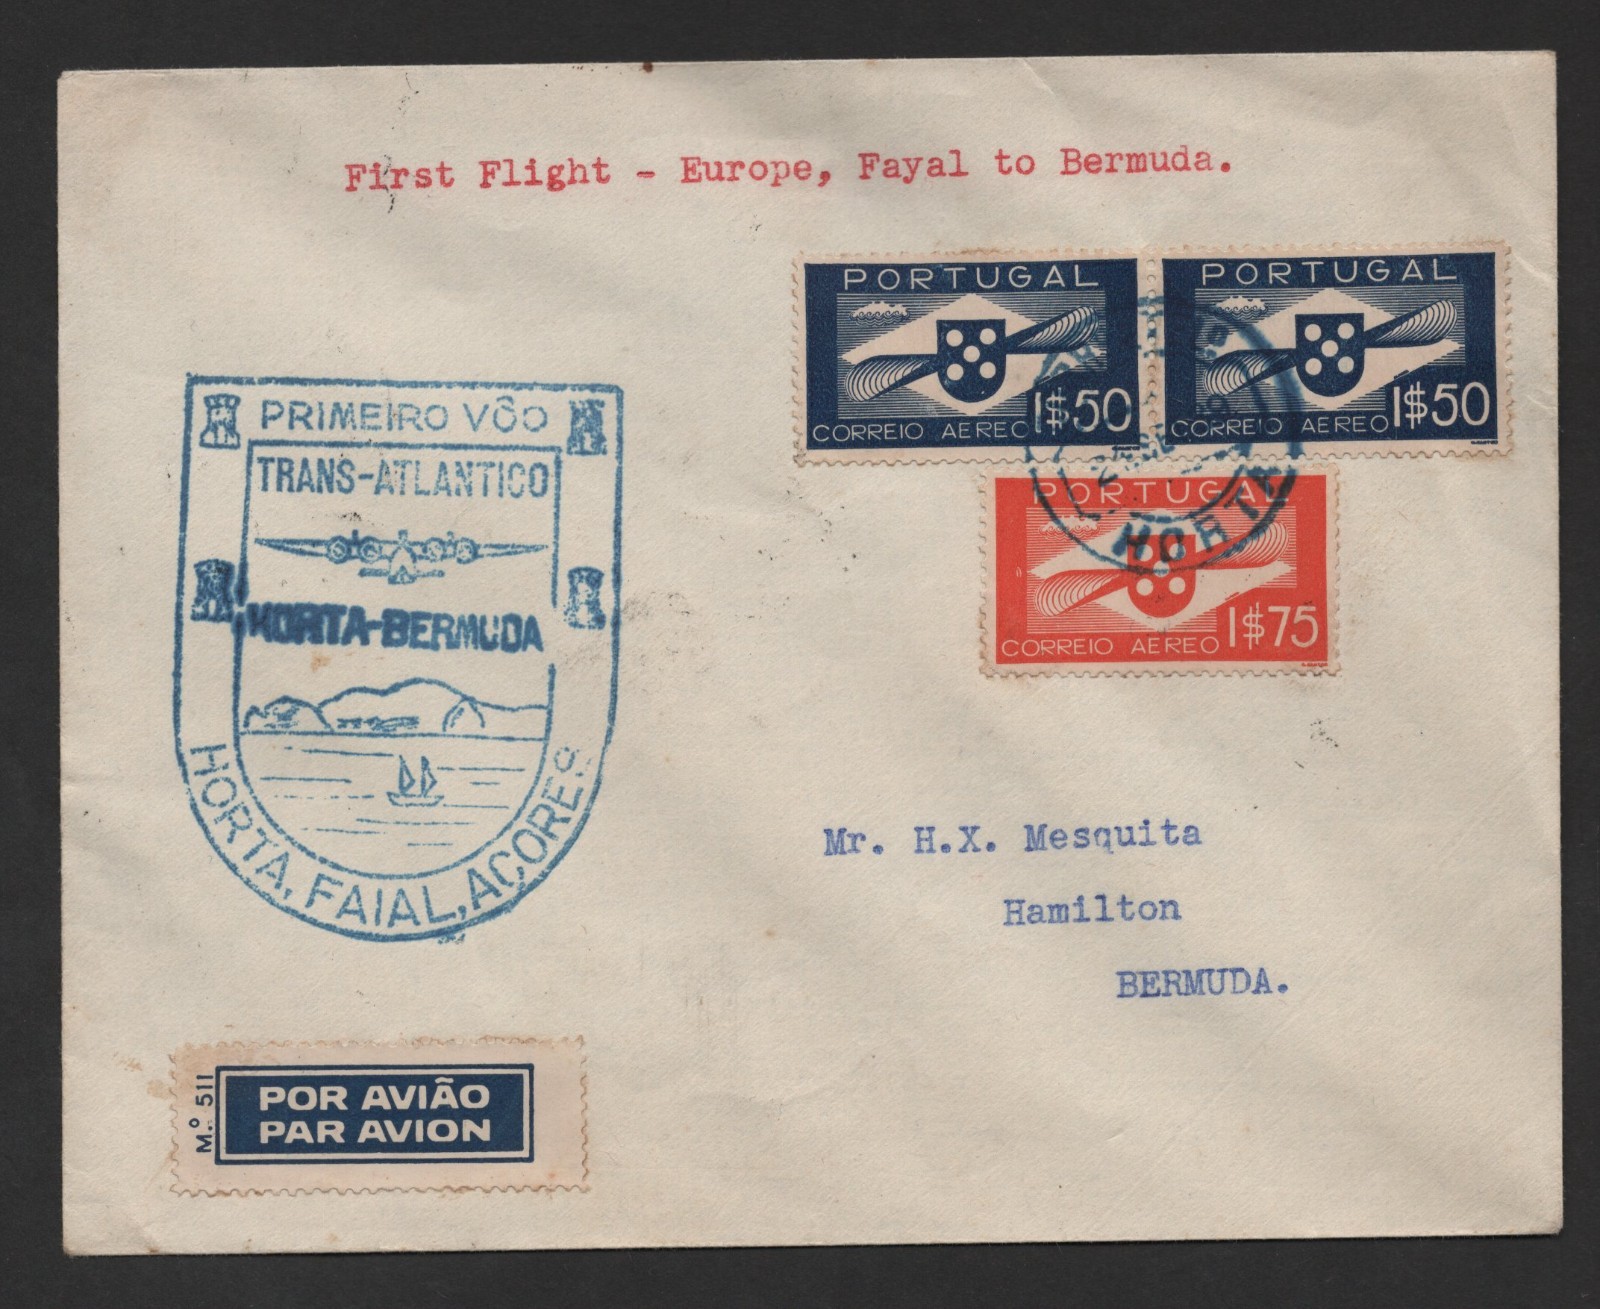 First Flight - Europe, Fayal to Bermuda.
PORTUGAL
CORREIO AEREO 1$50
PORTUGAL
CORREIO AEREO 1$50
PORTUGAL
CORREIO AEREO 1$75
HORTA
PRIMEIRO VÔO
TRANS-ATLANTICO
HORTA-BERMUDA
HORTA, FAIAL, AÇORES
Mr. H.X. Mesquita
Hamilton
BERMUDA.
M.º 511
POR AVIÃO
PAR AVION